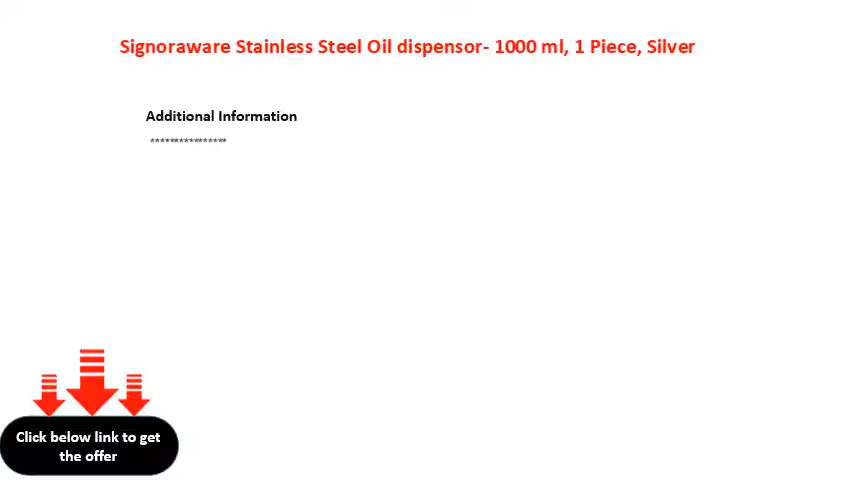 Signoraware Stainless Steel Oil dispensor- 1000 ml, 1 Piece, Silver
Additional Information
****************
Click below link to get
the offer